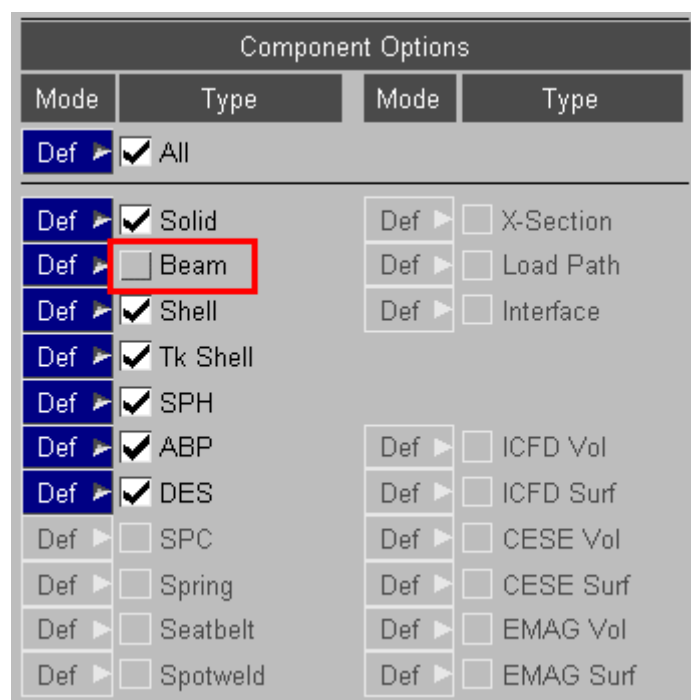 Component Options
Mode Type Mode Type
Def All
Def Solid Def X-Section
Def Beam Def Load Path
Def Shell Def Interface
Def Tk Shell
Def SPH
Def ABP Def ICFD Vol
Def DES Def ICFD Surf
Def SPC Def CESE Vol
Def Spring Def CESE Surf
Def Seatbelt Def EMAG Vol
Def Spotweld Def EMAG Surf